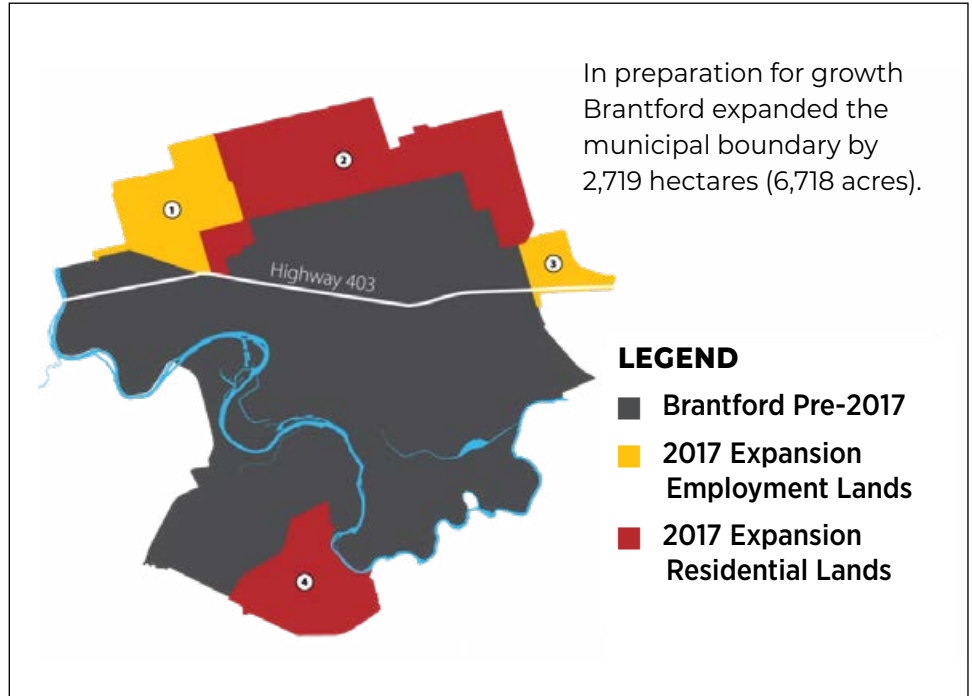 In preparation for growth
Brantford expanded the
municipal boundary by
2,719 hectares (6,718 acres).
1
2
3
Highway 403
4
LEGEND
Brantford Pre-2017
2017 Expansion
Employment Lands
2017 Expansion
Residential Lands